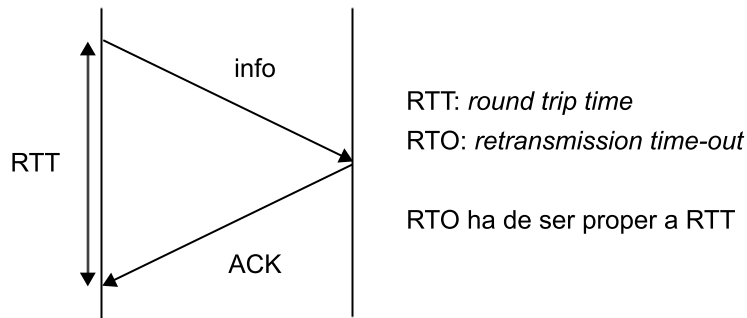 info
RTT
ACK
RTT: round trip time
RTO: retransmission time-out
RTO ha de ser proper a RTT